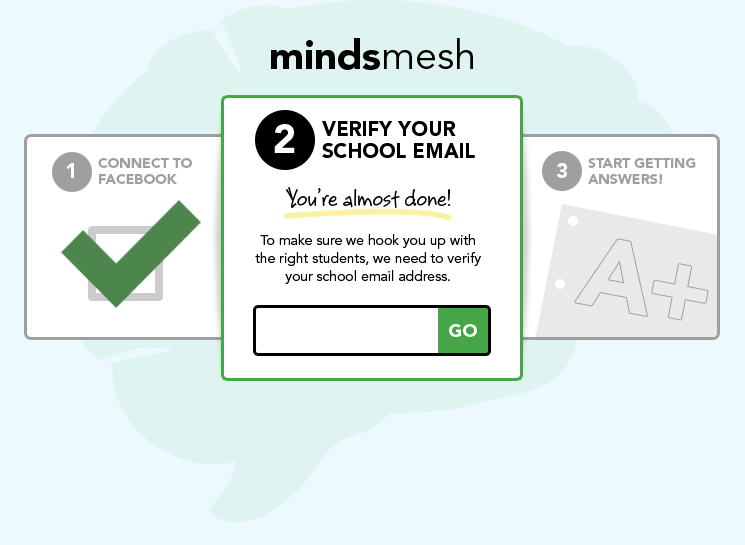 mindsmesh
1
CONNECT TO
FACEBOOK
2
VERIFY YOUR
SCHOOL EMAIL
You're almost done!
To make sure we hook you up with
the right students, we need to verify
your school email address.
GO
3
START GETTING
ANSWERS!
A+